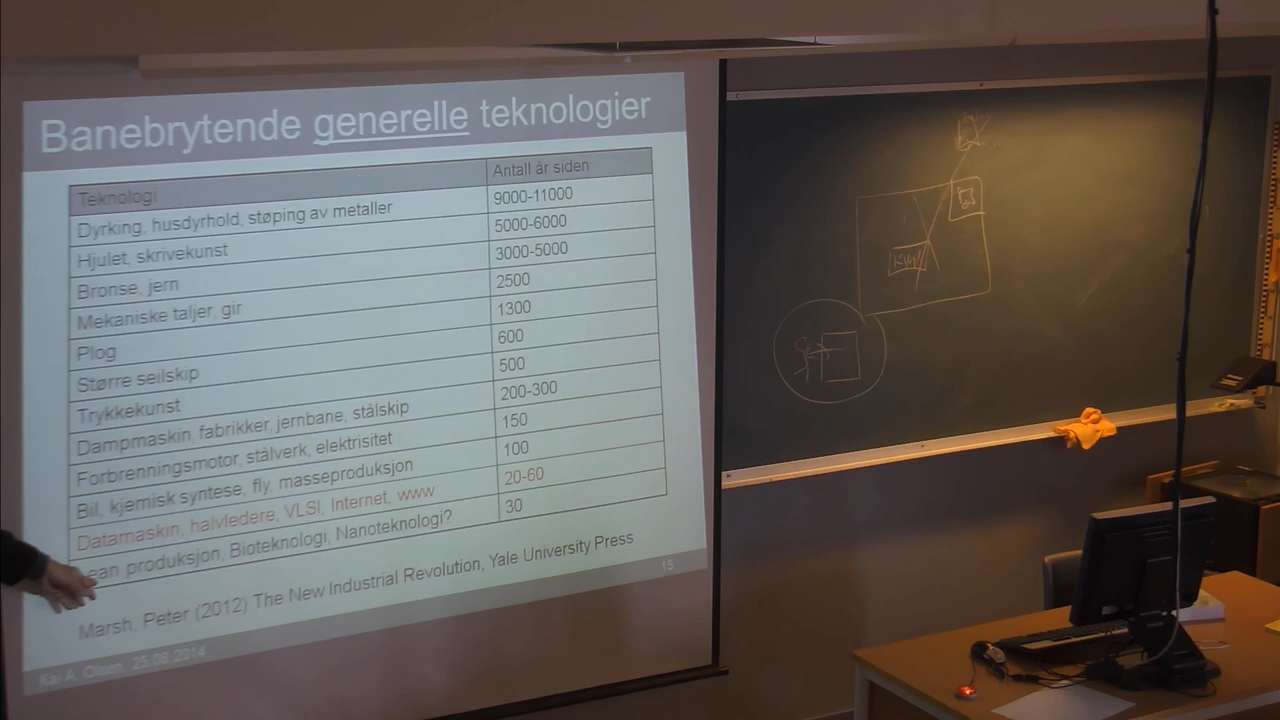 Banebrytende generelle teknologier
Teknologi Antall år siden
Dyrking, husdyrhold, støping av metaller 9000-11000
Hjulet, skrivekunst 5000-6000
Bronse, jern 3000-5000
Mekaniske taljer, gir 2500
Plog 1300
Større seilskip 600
Trykkekunst 500
Dampmaskin, fabrikker, jernbane, stålskip 200-300
Forbrenningsmotor, stålverk, elektrisitet 150
Bil, kjemisk syntese, fly, masseproduksjon 100
Datamaskin, halvledere, VLSI, Internet, www 20-60
ean produksjon, Bioteknologi, Nanoteknologi? 30
Marsh, Peter (2012) The New Industrial Revolution, Yale University Press
15
Kai A. Olsen, 25.08.2014